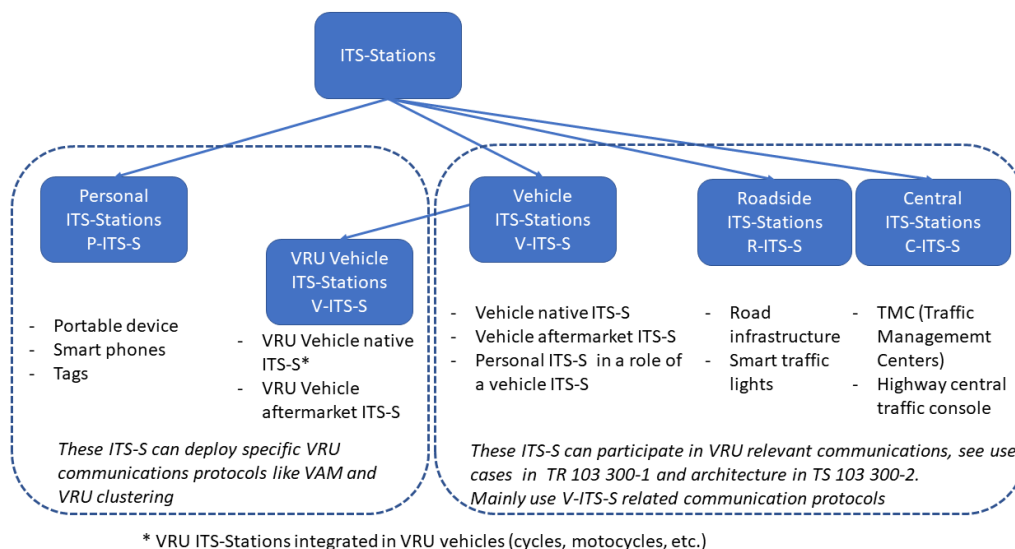 ITS-Stations
Personal
ITS-Stations
P-ITS-S
VRU Vehicle
ITS-Stations
V-ITS-S
Vehicle
ITS-Stations
V-ITS-S
Roadside
ITS-Stations
R-ITS-S
Central
ITS-Stations
C-ITS-S
- Portable device
- Smart phones
- Tags
- VRU Vehicle native
ITS-S*
- VRU Vehicle
aftermarket ITS-S
- Vehicle native ITS-S
- Vehicle aftermarket ITS-S
- Personal ITS-S in a role of
a vehicle ITS-S
- Road
infrastructure
- Smart traffic
lights
- TMC (Traffic
Managememt
Centers)
- Highway central
traffic console
These ITS-S can deploy specific VRU
communications protocols like VAM and
VRU clustering
These ITS-S can participate in VRU relevant communications, see use
cases in TR 103 300-1 and architecture in TS 103 300-2.
Mainly use V-ITS-S related communication protocols
* VRU ITS-Stations integrated in VRU vehicles (cycles, motocycles, etc.)